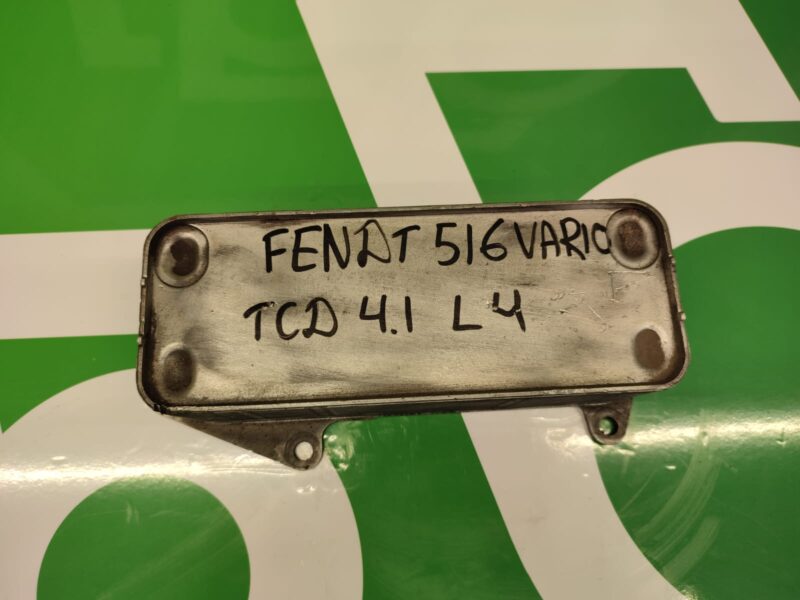 FENDT 516 VARIO
TCD 4.1 L4